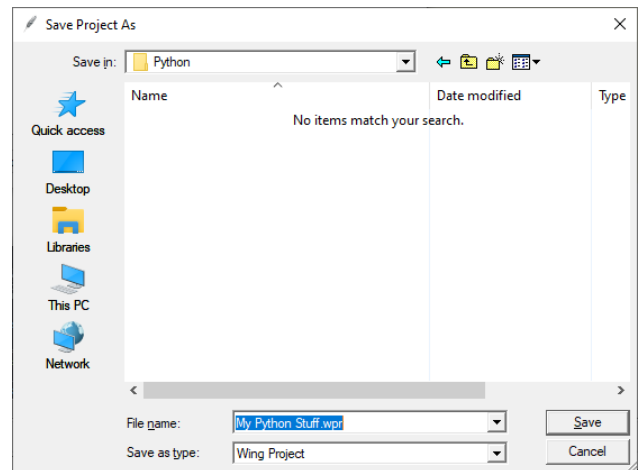 Save Project As
Save in: Python
Name Date modified Type
No items match your search.
Quick access
Desktop
Libraries
This PC
Network
File name: My Python Stuff.wpr Save
Save as type: Wing Project Cancel